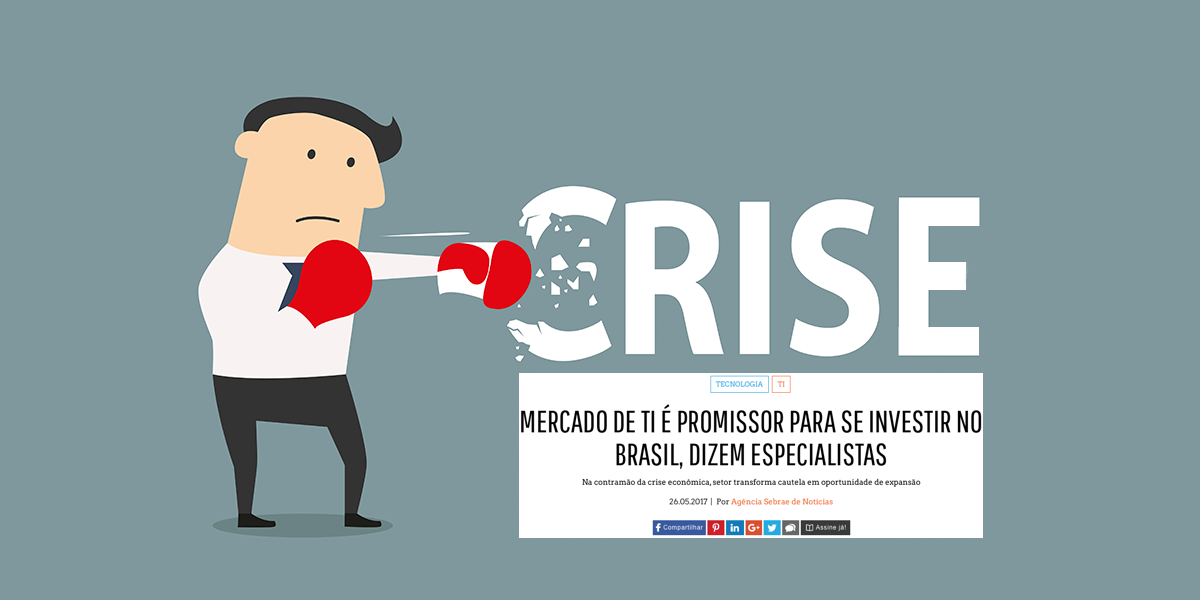 CRISE
TECNOLOGIA TI
MERCADO DE TI É PROMISSOR PARA SE INVESTIR NO
BRASIL, DIZEM ESPECIALISTAS
Na contramão da crise econômica, setor transforma cautela em oportunidade de expansão
26.05.2017 | Por Agência Sebrae de Notícias
f Compartilhar in G+ Assine já!